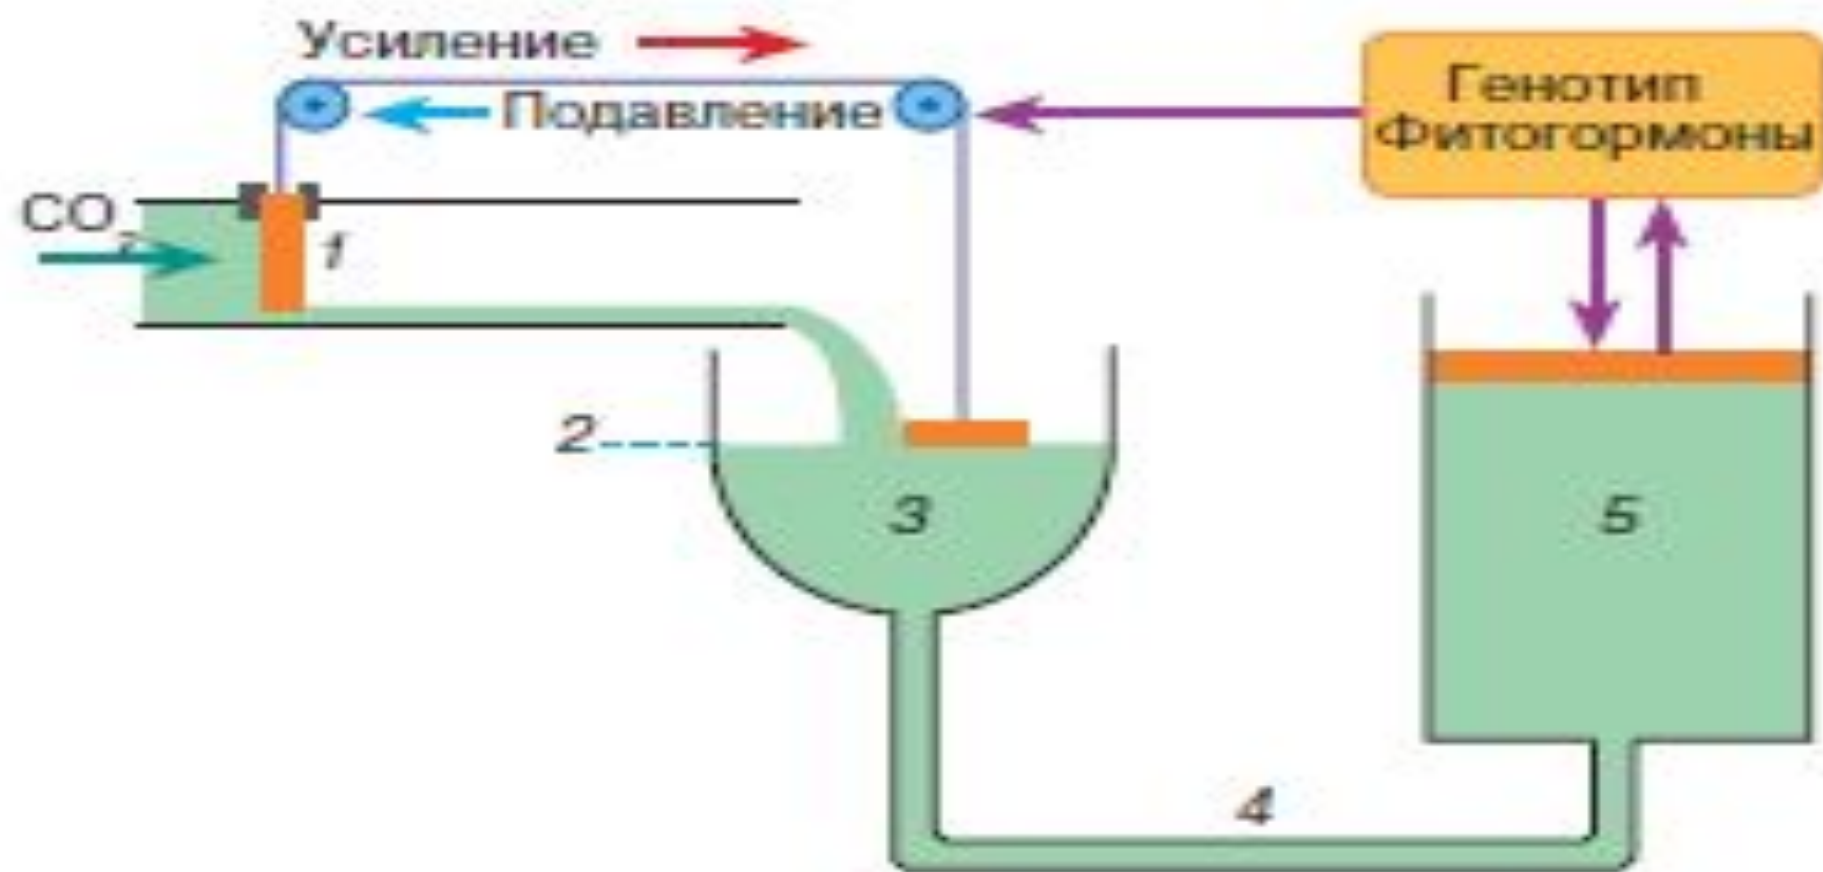 Усиление
Подавление
Генотип
Фитогормоны
CO2
1
2
3
5
4